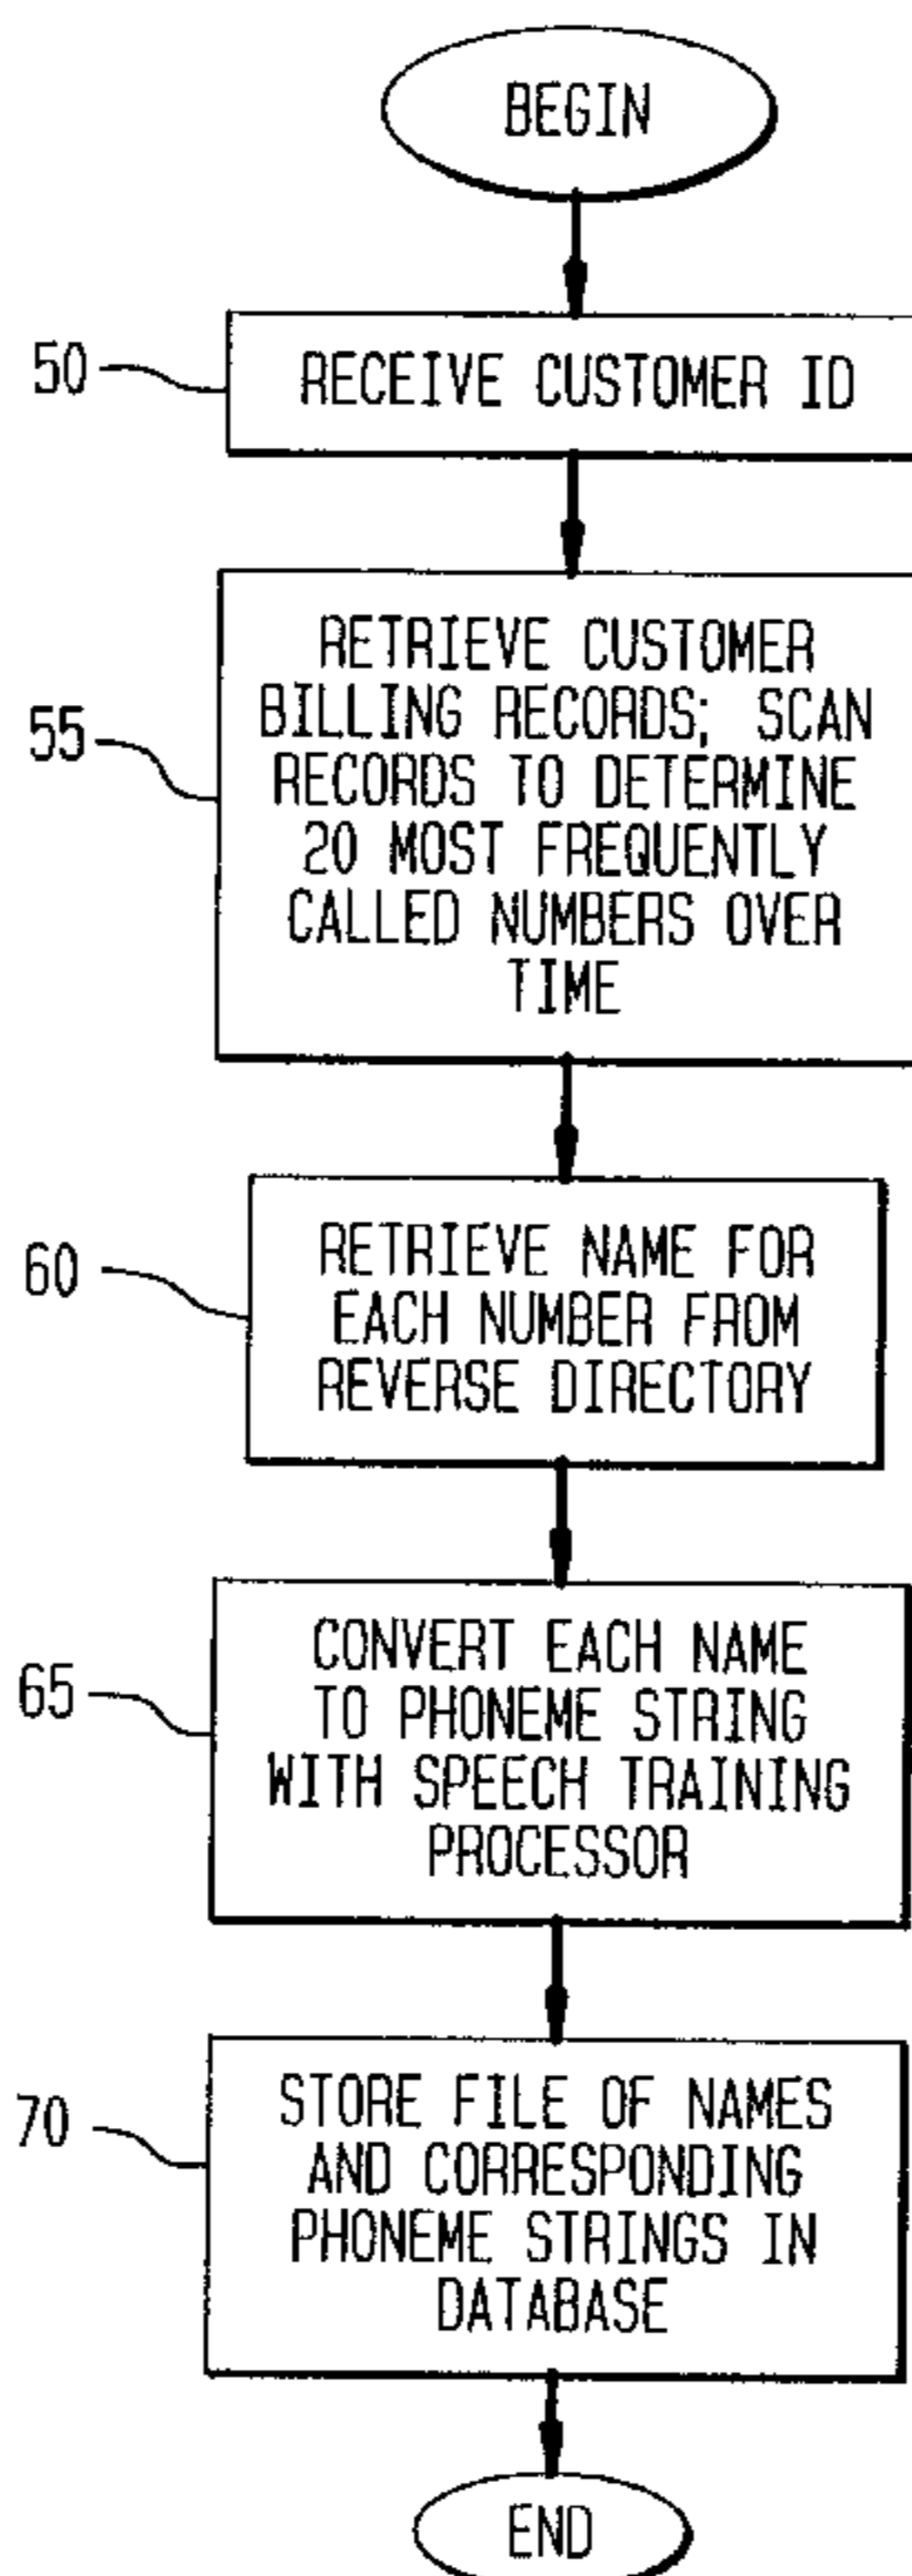 BEGIN
50
RECEIVE CUSTOMER ID
55
RETRIEVE CUSTOMER
BILLING RECORDS; SCAN
RECORDS TO DETERMINE
20 MOST FREQUENTLY
CALLED NUMBERS OVER
TIME
60
RETRIEVE NAME FOR
EACH NUMBER FROM
REVERSE DIRECTORY
65
CONVERT EACH NAME
TO PHONEME STRING
WITH SPEECH TRAINING
PROCESSOR
70
STORE FILE OF NAMES
AND CORRESPONDING
PHONEME STRINGS IN
DATABASE
END